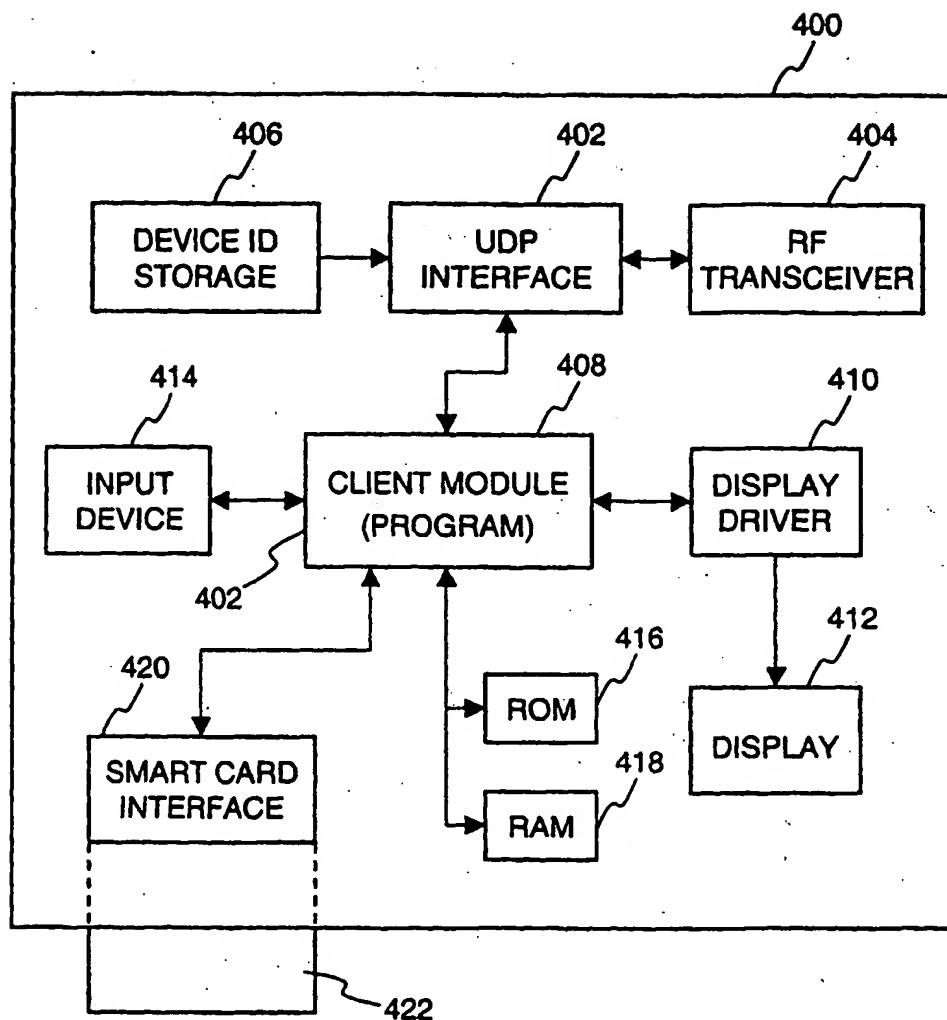 400
406
402
404
DEVICE ID
STORAGE
UDP
INTERFACE
RF
TRANSCEIVER
414
408
410
INPUT
DEVICE
CLIENT MODULE
(PROGRAM)
DISPLAY
DRIVER
402
420
416
412
SMART CARD
INTERFACE
ROM
DISPLAY
418
RAM
422